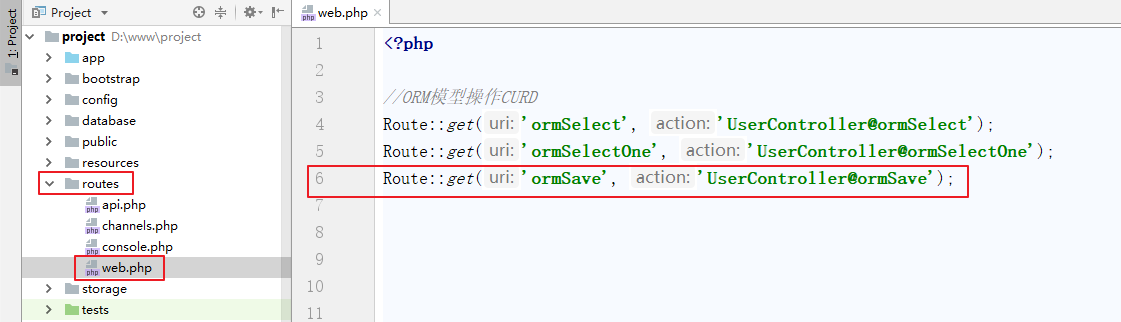 1: Project
Project
project D:\www\project
app
bootstrap
config
database
public
resources
routes
php api.php
php channels.php
php console.php
php web.php
storage
tests
php web.php
1 <?php
2
3 //ORM模型操作CURD
4 Route::get( uri: 'ormSelect', action: 'UserController@ormSelect');
5 Route::get( uri: 'ormSelectOne', action: 'UserController@ormSelectOne');
6 Route::get( uri: 'ormSave', action: 'UserController@ormSave');
7
8
9
10
11